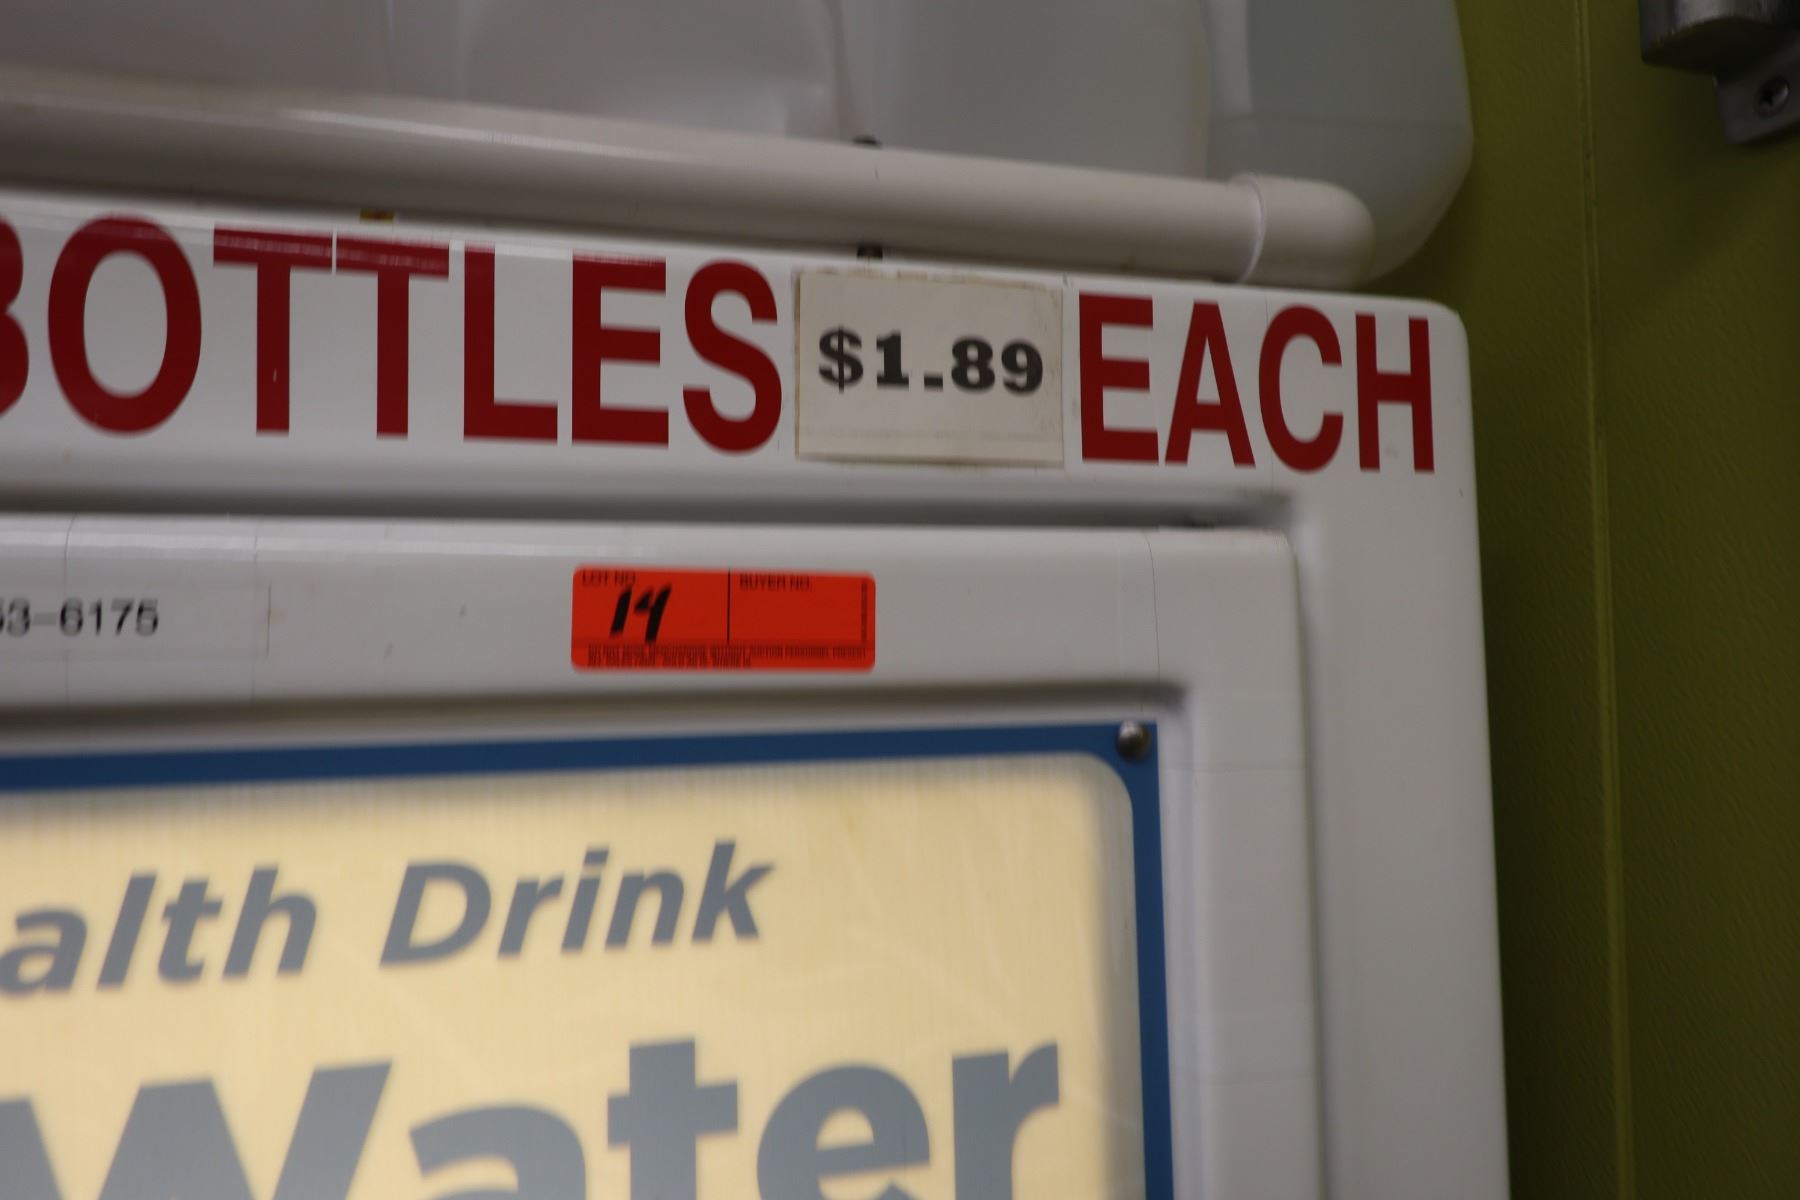 BOTTLES $1.89 EACH
53-6175
LOT NO. BUYER NO.
14
alth Drink
Water